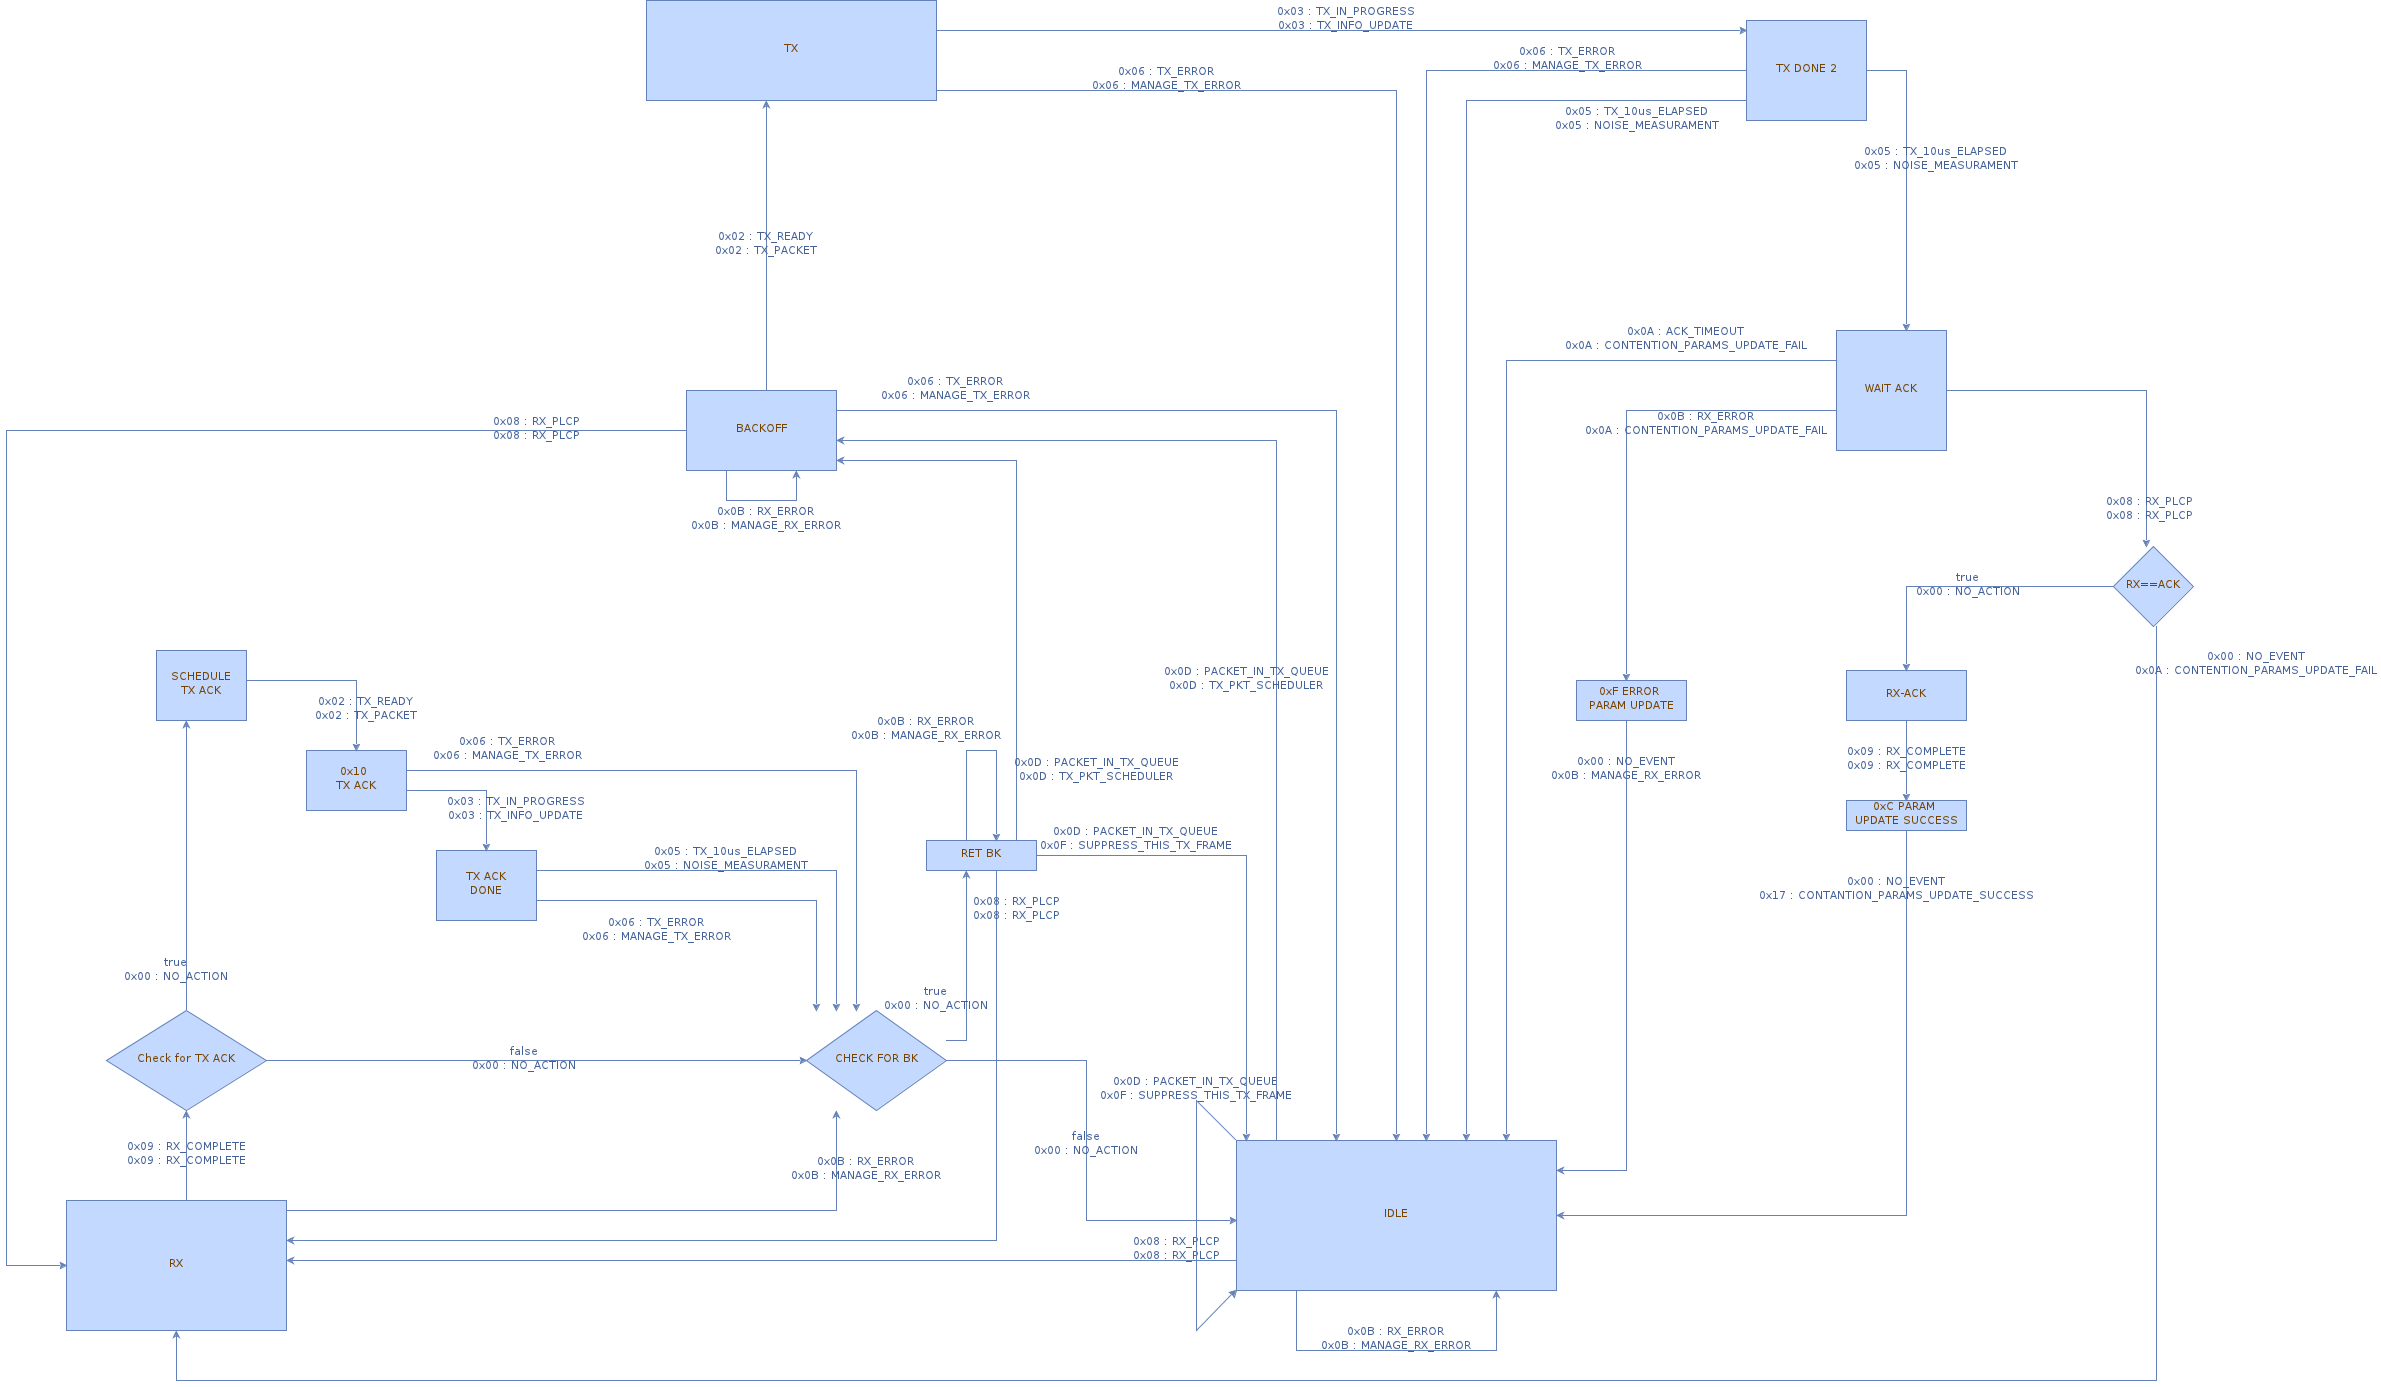 0x03 : TX_IN_PROGRESS
0x03 : TX_INFO_UPDATE
TX
0x06 : TX_ERROR
0x06 : MANAGE_TX_ERROR
TX DONE 2
0x06 : TX_ERROR
0x06 : MANAGE_TX_ERROR
0x05 : TX_10us_ELAPSED
0x05 : NOISE_MEASURAMENT
0x05 : TX_10us_ELAPSED
0x05 : NOISE_MEASURAMENT
0x02 : TX_READY
0x02 : TX_PACKET
0x0A : ACK_TIMEOUT
0x0A : CONTENTION_PARAMS_UPDATE_FAIL
WAIT ACK
0x06 : TX_ERROR
0x06 : MANAGE_TX_ERROR
0x08 : RX_PLCP
0x08 : RX_PLCP
BACKOFF
0x0B : RX_ERROR
0x0A : CONTENTION_PARAMS_UPDATE_FAIL
0x0B : RX_ERROR
0x0B : MANAGE_RX_ERROR
0x08 : RX_PLCP
0x08 : RX_PLCP
true
0x00 : NO_ACTION
RX==ACK
0x00 : NO_EVENT
0x0A : CONTENTION_PARAMS_UPDATE_FAIL
SCHEDULE
TX ACK
0x0D : PACKET_IN_TX_QUEUE
0x0D : TX_PKT_SCHEDULER
0xF ERROR
PARAM UPDATE
RX-ACK
0x02 : TX_READY
0x02 : TX_PACKET
0x0B : RX_ERROR
0x0B : MANAGE_RX_ERROR
0x06 : TX_ERROR
0x06 : MANAGE_TX_ERROR
0x10
TX ACK
0x0D : PACKET_IN_TX_QUEUE
0x0D : TX_PKT_SCHEDULER
0x00 : NO_EVENT
0x0B : MANAGE_RX_ERROR
0x09 : RX_COMPLETE
0x09 : RX_COMPLETE
0x03 : TX_IN_PROGRESS
0x03 : TX_INFO_UPDATE
0xC PARAM
UPDATE SUCCESS
0x0D : PACKET_IN_TX_QUEUE
0x0F : SUPPRESS_THIS_TX_FRAME
RET BK
0x05 : TX_10us_ELAPSED
0x05 : NOISE_MEASURAMENT
TX ACK
DONE
0x00 : NO_EVENT
0x17 : CONTANTION_PARAMS_UPDATE_SUCCESS
0x08 : RX_PLCP
0x08 : RX_PLCP
0x06 : TX_ERROR
0x06 : MANAGE_TX_ERROR
true
0x00 : NO_ACTION
true
0x00 : NO_ACTION
Check for TX ACK
false
0x00 : NO_ACTION
CHECK FOR BK
0x0D : PACKET_IN_TX_QUEUE
0x0F : SUPPRESS_THIS_TX_FRAME
false
0x00 : NO_ACTION
0x09 : RX_COMPLETE
0x09 : RX_COMPLETE
0x0B : RX_ERROR
0x0B : MANAGE_RX_ERROR
IDLE
0x08 : RX_PLCP
0x08 : RX_PLCP
RX
0x0B : RX_ERROR
0x0B : MANAGE_RX_ERROR